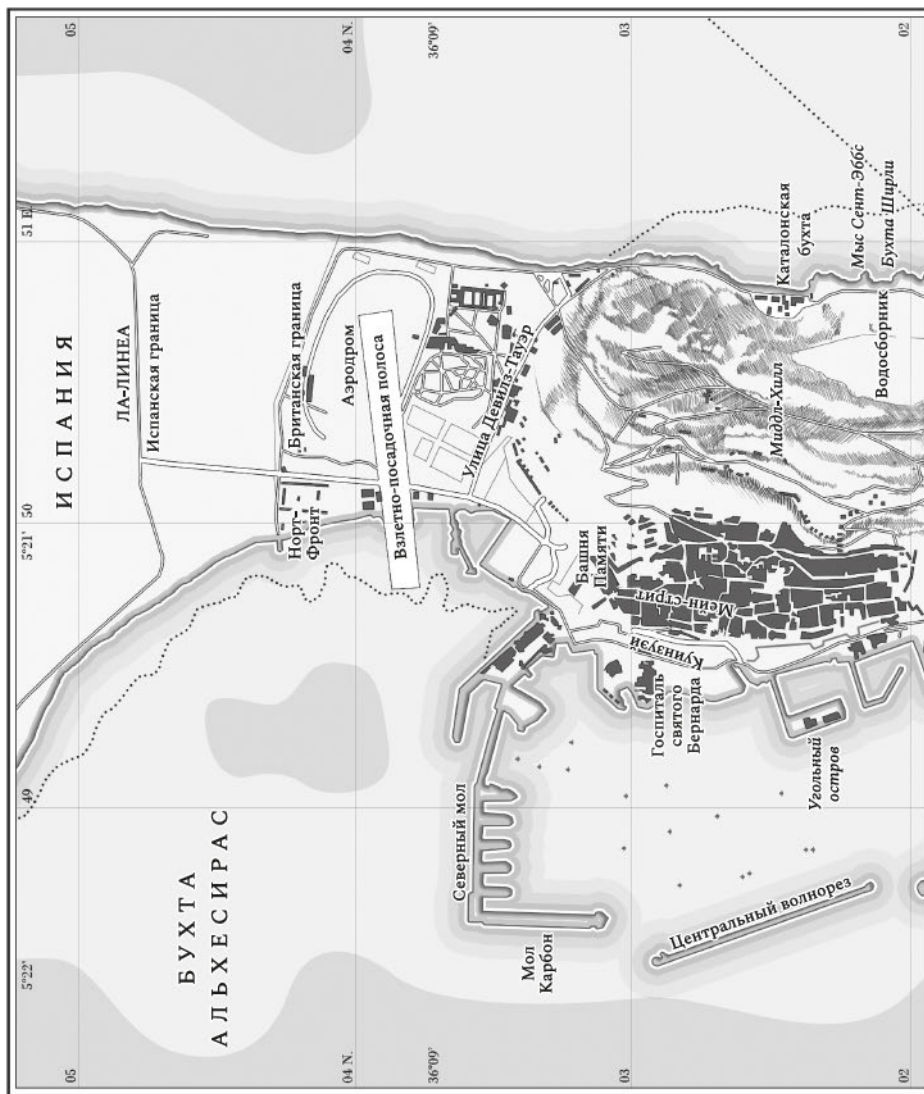 05
04 N.
36°09'
03
02
51 E.
ИСПАНИЯ
ЛА-ЛИНЕА
Испанская граница
Британская граница
Аэродром
Взлетно-посадочная полоса
Улица Девилз-Тауэр
Каталонская
бухта
Мыс Сент-Эббс
Бухта Ширли
Водосборник
Миддл-Хилл
5°21'
50
Норт-
Фронт
Башня
Памяти
Мейн-стрит
Куинзуэй
Госпиталь
святого
Бернарда
Угольный
остров
49
БУХТА
АЛЬХЕСИРАС
Северный мол
Мол
Карбон
Центральный волнорез
5°22'
05
04 N.
36°09'
03
02